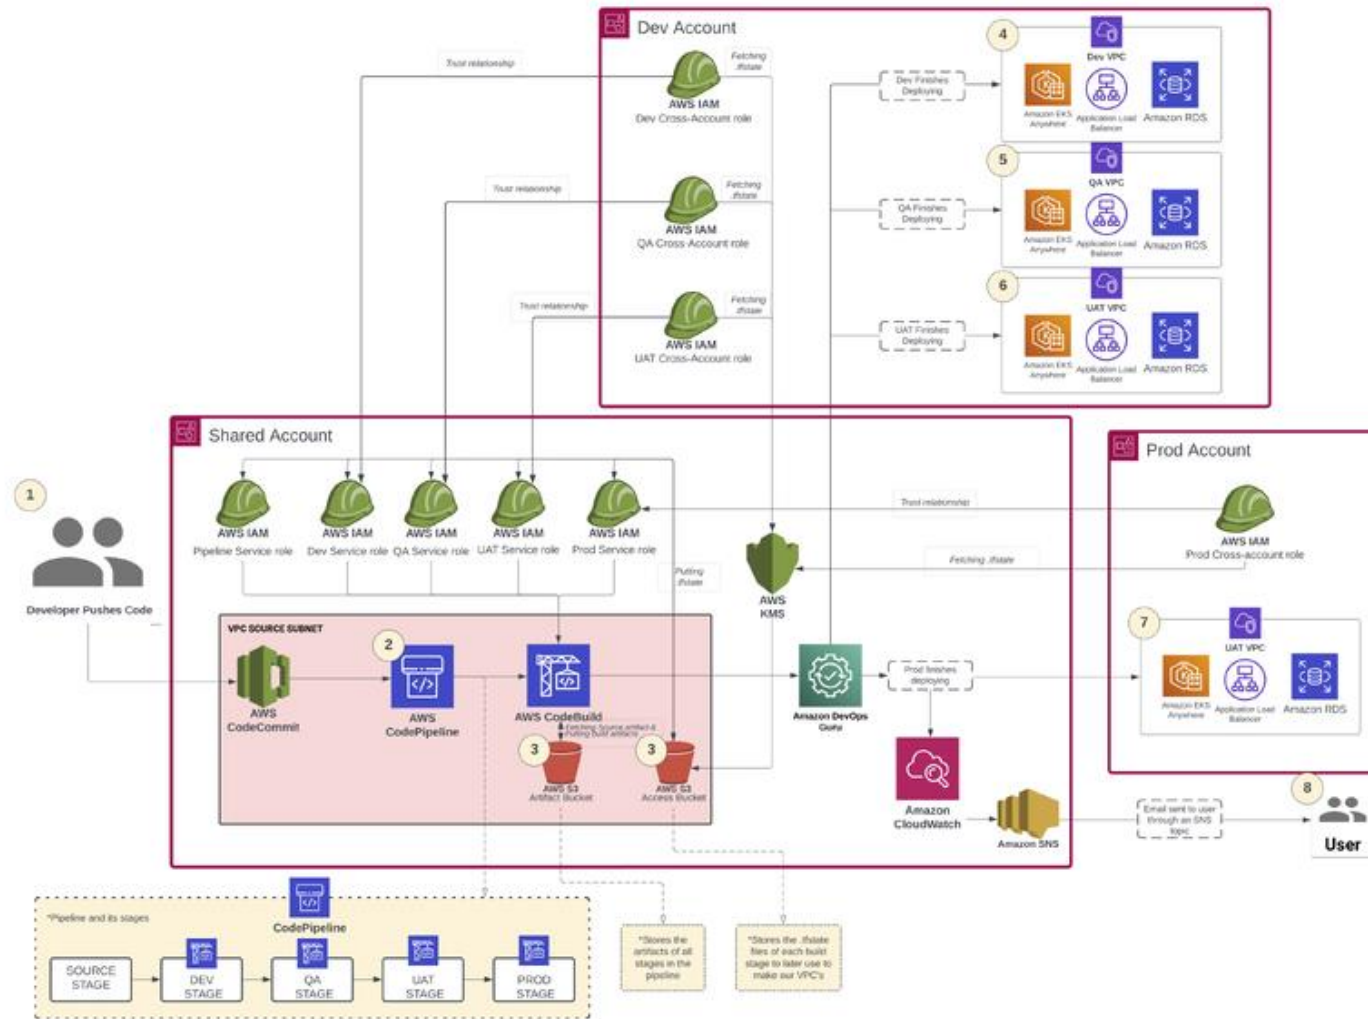 Dev Account
Trust relationship
Fetching
.tfstate
AWS IAM
Dev Cross-Account role
Dev Finishes
Deploying
4
Dev VPC
Amazon EKS
Anywhere
Application Load
Balancer
Amazon RDS
Trust relationship
Fetching
.tfstate
AWS IAM
QA Cross-Account role
QA Finishes
Deploying
5
QA VPC
Amazon EKS
Anywhere
Application Load
Balancer
Amazon RDS
Trust relationship
Fetching
.tfstate
AWS IAM
UAT Cross-Account role
UAT Finishes
Deploying
6
UAT VPC
Amazon EKS
Anywhere
Application Load
Balancer
Amazon RDS
Shared Account
1
Developer Pushes Code
AWS IAM
Pipeline Service role
AWS IAM
Dev Service role
AWS IAM
QA Service role
AWS IAM
UAT Service role
AWS IAM
Prod Service role
Trust relationship
Fetching .tfstate
Putting
.tfstate
AWS
KMS
Prod Account
AWS IAM
Prod Cross-account role
VPC SOURCE SUBNET
AWS
CodeCommit
2
AWS
CodePipeline
AWS CodeBuild
Fetching Source artifact &
Putting build artifacts
3
AWS S3
Artifact Bucket
3
AWS S3
Access Bucket
Amazon DevOps
Guru
Prod finishes
deploying
7
UAT VPC
Amazon EKS
Anywhere
Application Load
Balancer
Amazon RDS
Amazon
CloudWatch
Amazon SNS
Email sent to user
through an SNS
topic
8
User
*Pipeline and its stages
CodePipeline
SOURCE
STAGE
DEV
STAGE
QA
STAGE
UAT
STAGE
PROD
STAGE
*Stores the
artifacts of all
stages in the
pipeline
*Stores the .tfstate
files of each build
stage to later use to
make our VPC's